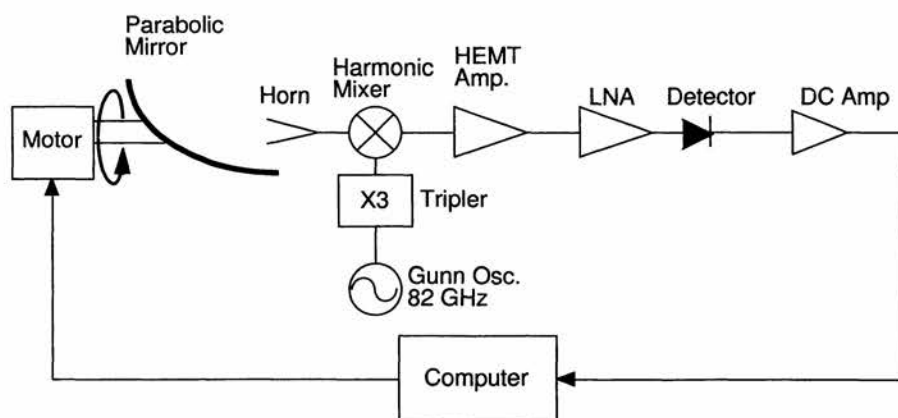 Parabolic
Mirror
Motor
Horn
Harmonic
Mixer
HEMT
Amp.
LNA
Detector
DC Amp
X3
Tripler
Gunn Osc.
82 GHz
Computer